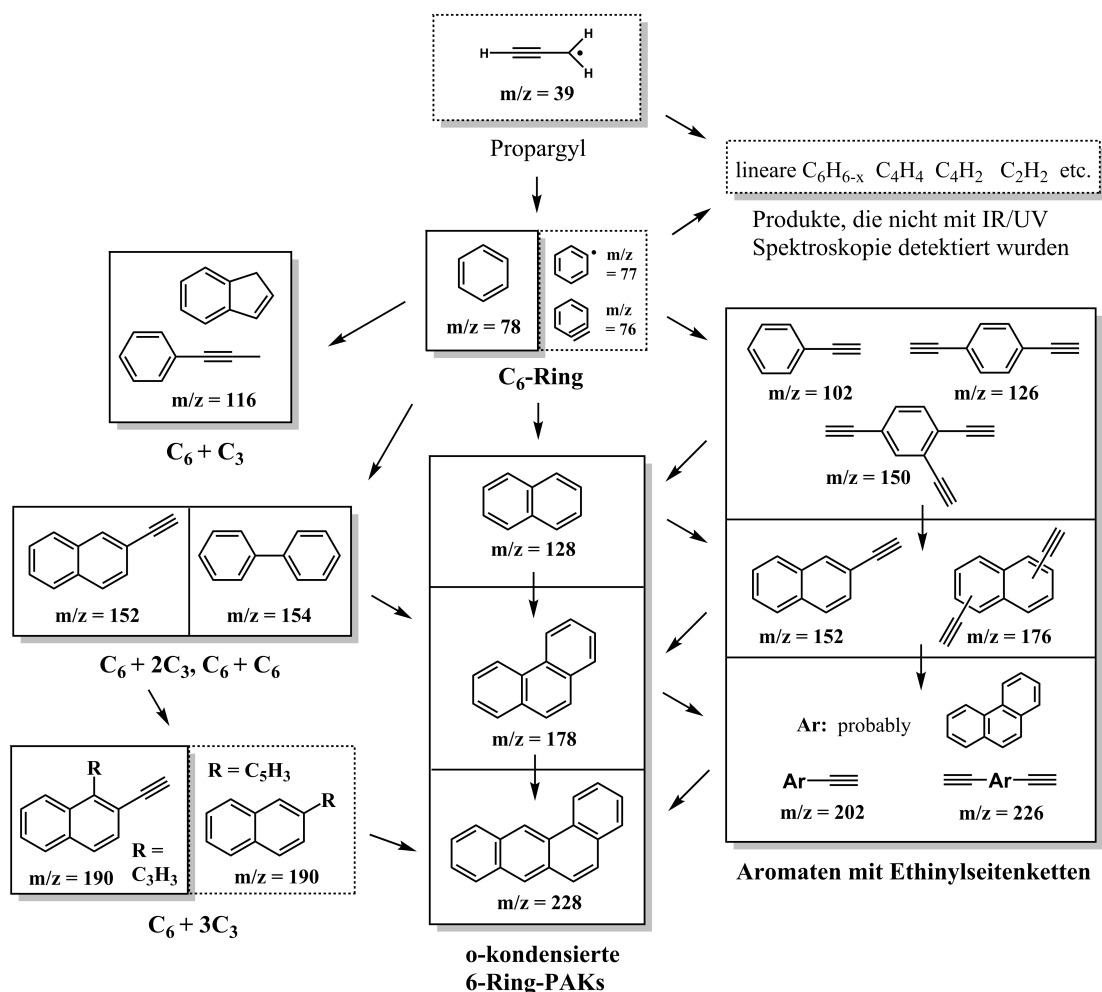 H
H
H
m/z = 39
Propargyl
lineare C₆H₆₋ₓ C₄H₄ C₄H₂ C₂H₂ etc.
Produkte, die nicht mit IR/UV
Spektroskopie detektiert wurden
m/z = 78
m/z
= 77
m/z
= 76
C₆-Ring
m/z = 116
C₆ + C₃
m/z = 102
m/z = 126
m/z = 150
m/z = 152
m/z = 154
C₆ + 2C₃, C₆ + C₆
m/z = 128
m/z = 178
m/z = 228
o-kondensierte
6-Ring-PAKs
m/z = 152
m/z = 176
Ar: probably
Ar
Ar
m/z = 202
m/z = 226
Aromaten mit Ethinylseitenketten
R
R =
C₃H₃
m/z = 190
R = C₅H₃
R
m/z = 190
C₆ + 3C₃